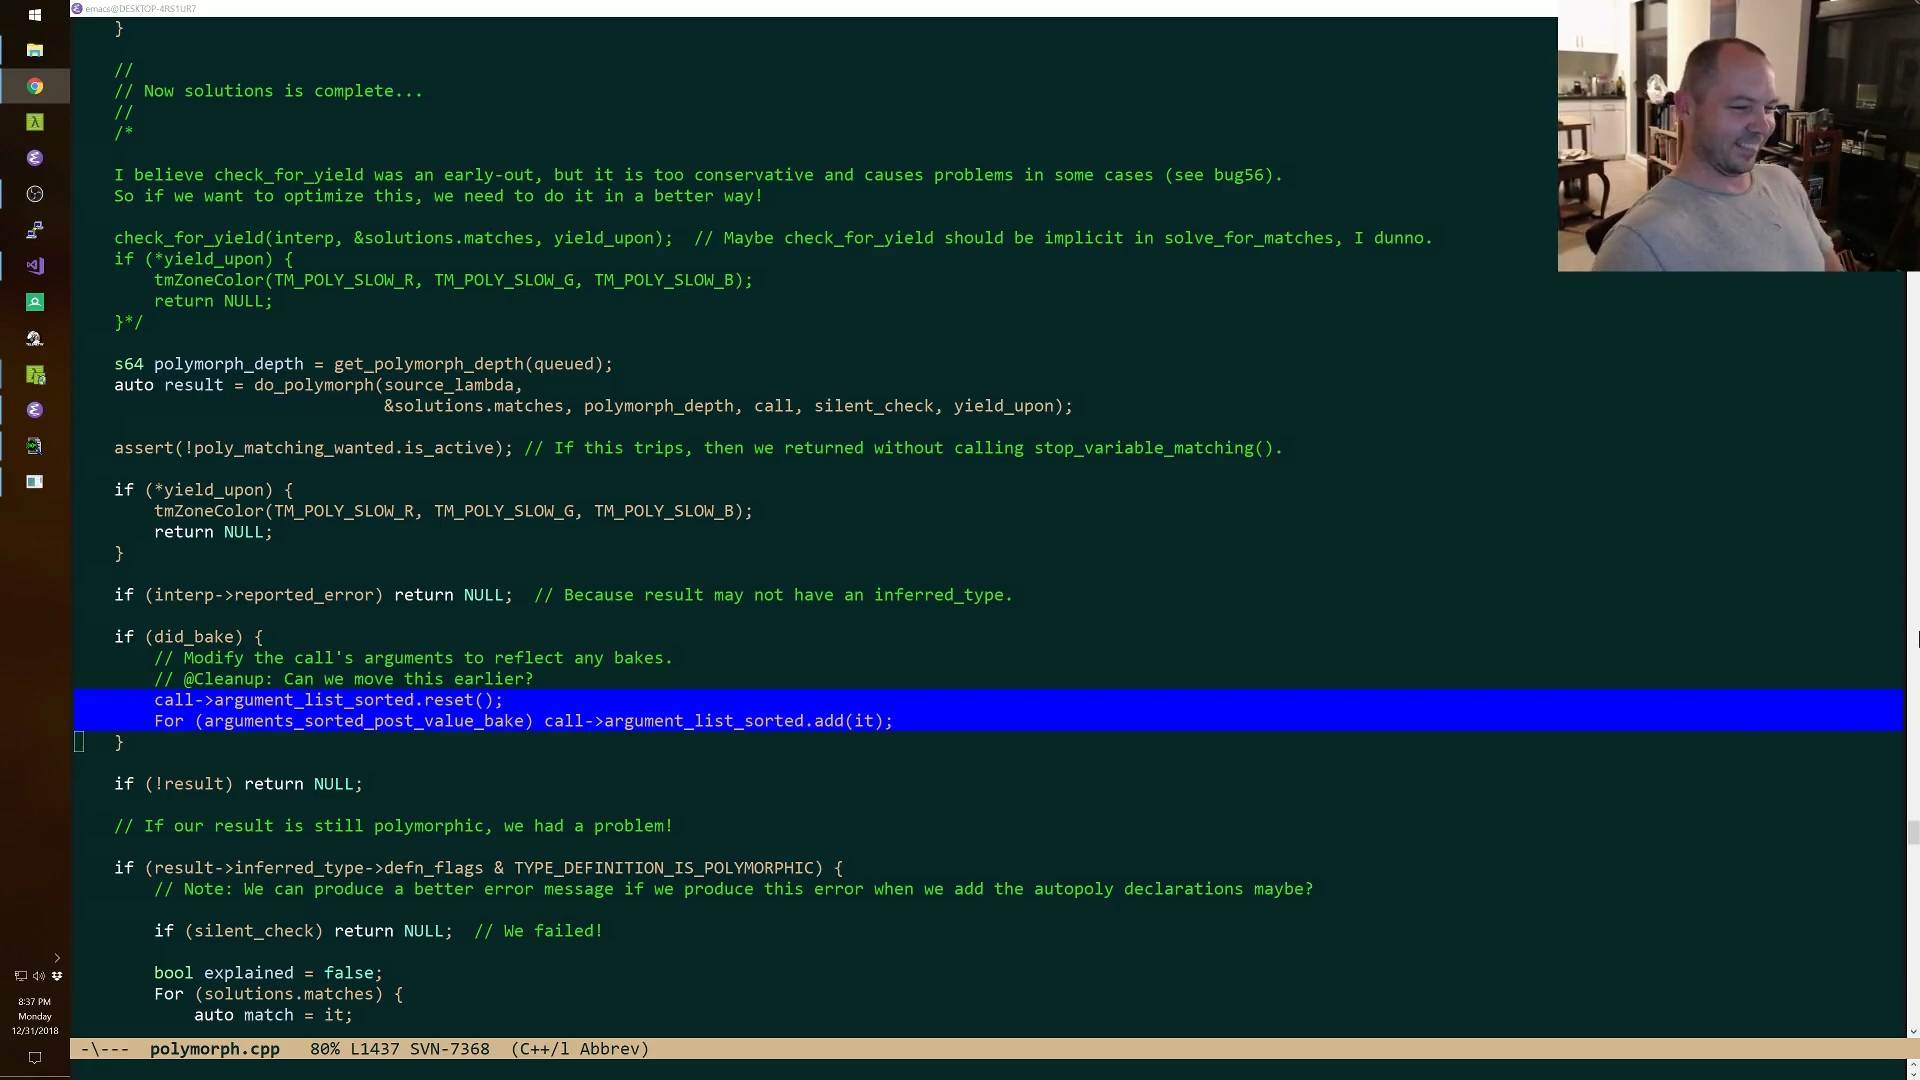 emacs@DESKTOP-4RS1UR7
}
//
// Now solutions is complete...
//
/*
I believe check_for_yield was an early-out, but it is too conservative and causes problems in some cases (see bug56).
So if we want to optimize this, we need to do it in a better way!
check_for_yield(interp, &solutions.matches, yield_upon);  // Maybe check_for_yield should be implicit in solve_for_matches, I dunno.
if (*yield_upon) {
    tmZoneColor(TM_POLY_SLOW_R, TM_POLY_SLOW_G, TM_POLY_SLOW_B);
    return NULL;
}*/
s64 polymorph_depth = get_polymorph_depth(queued);
auto result = do_polymorph(source_lambda,
                           &solutions.matches, polymorph_depth, call, silent_check, yield_upon);
assert(!poly_matching_wanted.is_active); // If this trips, then we returned without calling stop_variable_matching().
if (*yield_upon) {
    tmZoneColor(TM_POLY_SLOW_R, TM_POLY_SLOW_G, TM_POLY_SLOW_B);
    return NULL;
}
if (interp->reported_error) return NULL;  // Because result may not have an inferred_type.
if (did_bake) {
    // Modify the call's arguments to reflect any bakes.
    // @Cleanup: Can we move this earlier?
    call->argument_list_sorted.reset();
    For (arguments_sorted_post_value_bake) call->argument_list_sorted.add(it);
}
if (!result) return NULL;
// If our result is still polymorphic, we had a problem!
if (result->inferred_type->defn_flags & TYPE_DEFINITION_IS_POLYMORPHIC) {
    // Note: We can produce a better error message if we produce this error when we add the autopoly declarations maybe?
    if (silent_check) return NULL;  // We failed!
    bool explained = false;
    For (solutions.matches) {
        auto match = it;
8:37 PM
Monday
12/31/2018
-\---  polymorph.cpp   80% L1437 SVN-7368  (C++/l Abbrev)